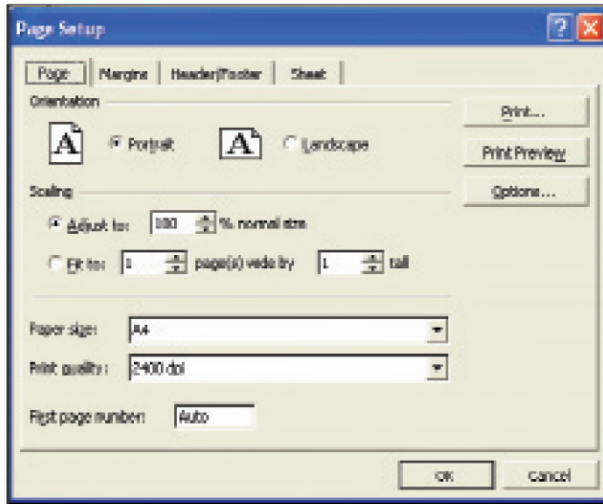 Page Setup
Page Margins Header/Footer Sheet
Orientation
A Portrait A Landscape
Print...
Print Preview
Options...
Scaling
Adjust to: 100 % normal size
Fit to: 1 page(s) wide by 1 tall
Paper size: A4
Print quality: 2400 dpi
First page number: Auto
OK Cancel